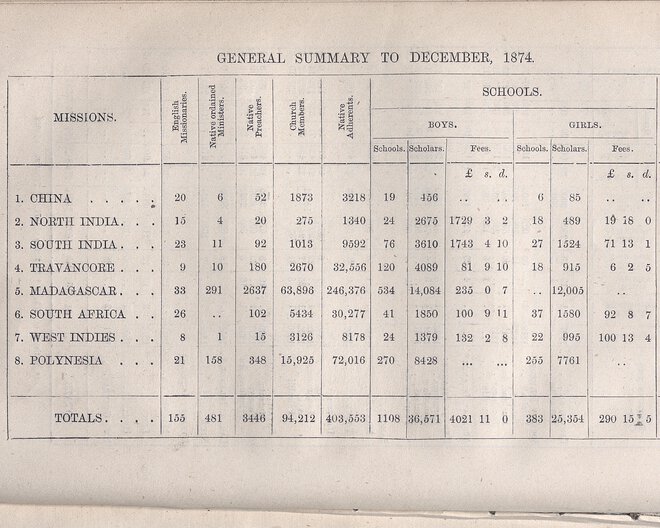 GENERAL SUMMARY TO DECEMBER, 1874.
MISSIONS. English Missionaries. Native ordained Ministers. Native Preachers. Church Members. Native Adherents. SCHOOLS.
BOYS. GIRLS.
Schools. Scholars. Fees. Schools. Scholars. Fees.
£ s. d. £ s. d.
1. CHINA . . . . . 20 6 52 1873 3218 19 456 .. .. 6 85 .. ..
2. NORTH INDIA. . . 15 4 20 275 1340 24 2675 1729 3 2 18 489 19 18 0
3. SOUTH INDIA. . . 23 11 92 1013 9592 76 3610 1743 4 10 27 1524 71 13 1
4. TRAVANCORE . . . 9 10 180 2670 32,556 120 4089 81 9 10 18 915 6 2 5
5. MADAGASCAR. . . 33 291 2637 63,896 246,376 534 14,084 235 0 7 .. 12,005 ..
6. SOUTH AFRICA . . 26 .. 102 5434 30,277 41 1850 100 9 11 37 1580 92 8 7
7. WEST INDIES. . . 8 1 15 3126 8178 24 1379 132 2 8 22 995 100 13 4
8. POLYNESIA . . . 21 158 348 15,925 72,016 270 8428 ... ... 255 7761 ..
TOTALS. . . . 155 481 3446 94,212 403,553 1108 36,571 4021 11 0 383 25,354 290 15 5